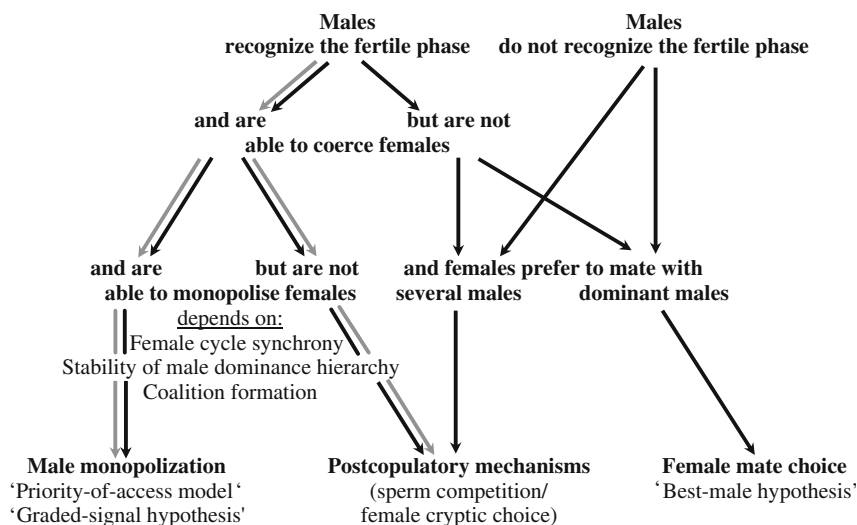 Males
recognize the fertile phase
Males
do not recognize the fertile phase
and are
but are not
able to coerce females
and are
but are not
able to monopolise females
and females prefer to mate with
several males
dominant males
depends on:
Female cycle synchrony
Stability of male dominance hierarchy
Coalition formation
Male monopolization
'Priority-of-access model'
'Graded-signal hypothesis'
Postcopulatory mechanisms
(sperm competition/
female cryptic choice)
Female mate choice
'Best-male hypothesis'